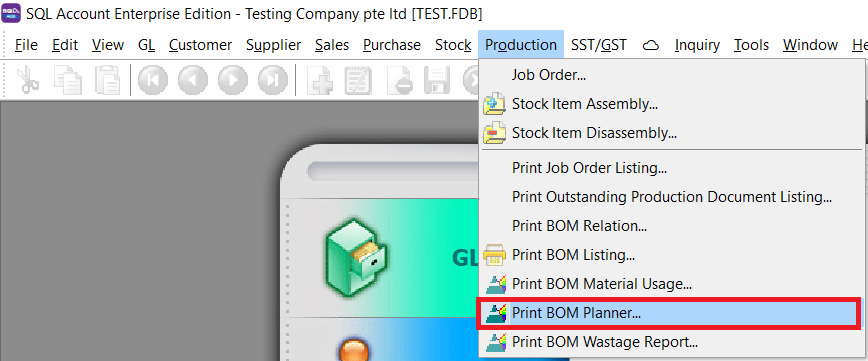 SQL Account Enterprise Edition - Testing Company pte ltd [TEST.FDB]
File Edit View GL Customer Supplier Sales Purchase Stock Production SST/GST Inquiry Tools Window He
Job Order...
Stock Item Assembly...
Stock Item Disassembly...
Print Job Order Listing...
Print Outstanding Production Document Listing...
Print BOM Relation...
Print BOM Listing...
GL
Print BOM Material Usage...
Print BOM Planner...
Print BOM Wastage Report...